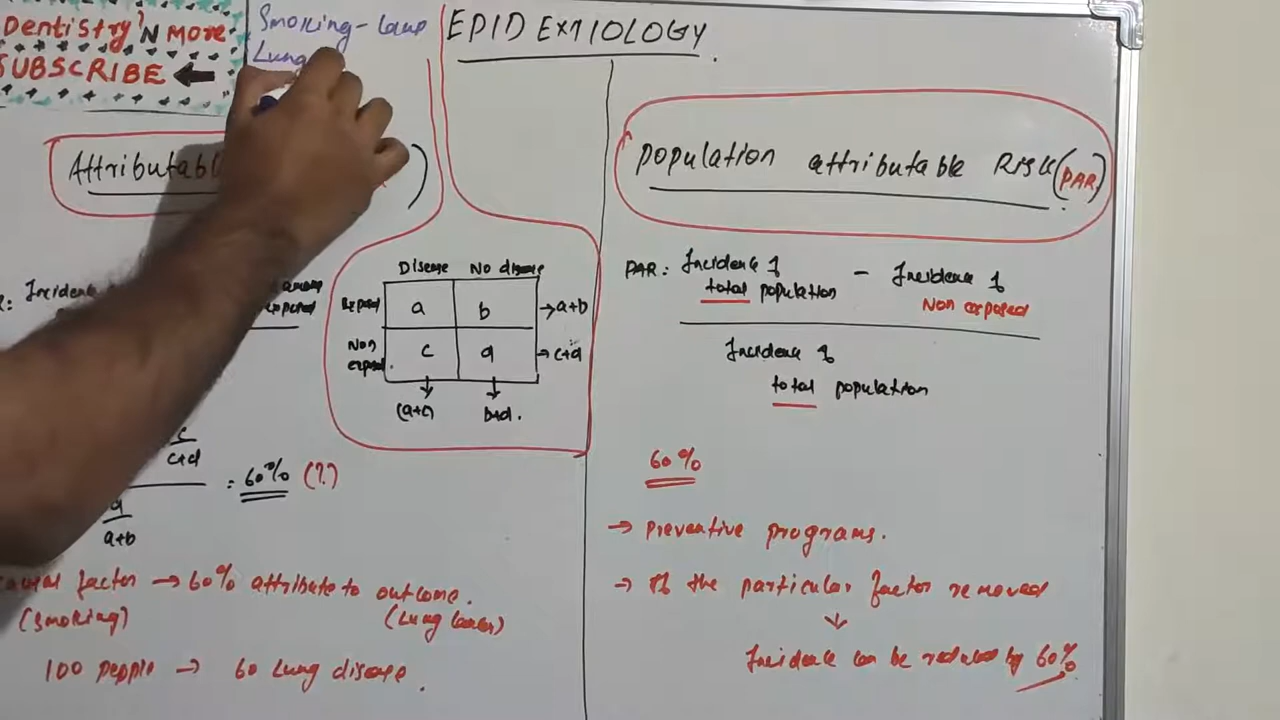 Dentistry'N More
SUBSCRIBE
Smoking - 
Lung
EPIDEMIOLOGY
Attributable
)
Population attributable Risk (PAR)
Disease No disease
Exposed a b → a+b
Non
exposed. c d → c+d
(a+c) b+d.
Incidence
among
c
c+d
= 60% (?)
a
a+b
factor → 60% attribute to outcome.
(smoking) (Lung cancer)
100 people → 60 Lung disease.
PAR: Incidence of total population - Incidence of Non exposed
Incidence of
total population
60%
→ Preventive programs.
→ If the particular factor removed
Incidence can be reduced by 60%